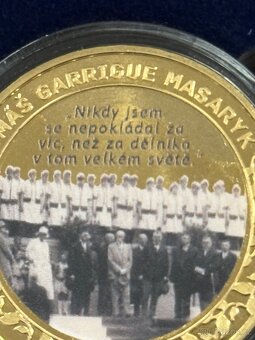 MÁŠ GARRIGUE MASARYK
„Nikdy jsem
se nepokládal za
víc, než za dělníka
v tom velkém světě.“